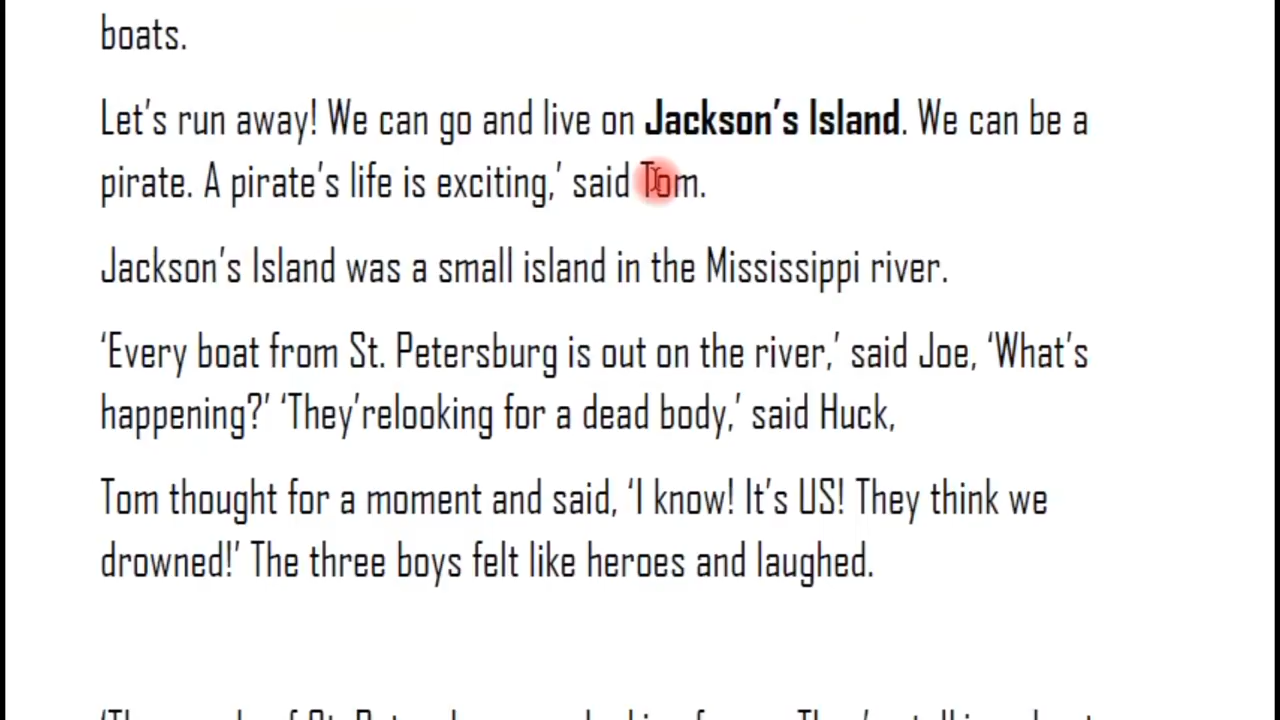 boats.
Let’s run away! We can go and live on Jackson’s Island. We can be a
pirate. A pirate’s life is exciting,’ said Tom.
Jackson’s Island was a small island in the Mississippi river.
‘Every boat from St. Petersburg is out on the river,’ said Joe, ‘What’s
happening?’ ‘They’relooking for a dead body,’ said Huck,
Tom thought for a moment and said, ‘I know! It’s US! They think we
drowned!’ The three boys felt like heroes and laughed.